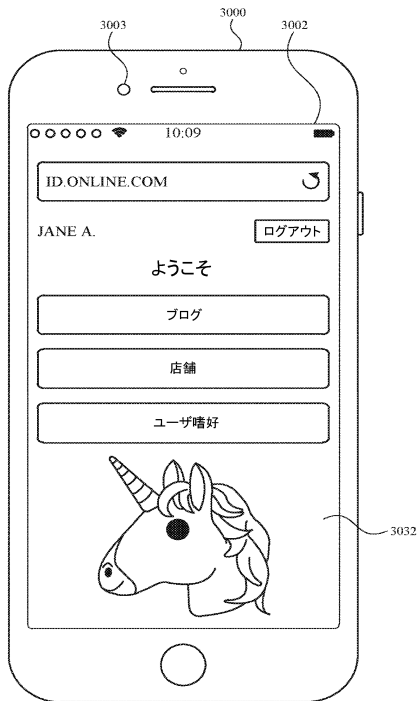 3003
3000
3002
10:09
ID.ONLINE.COM
JANE A.
ログアウト
ようこそ
ブログ
店舗
ユーザ嗜好
3032